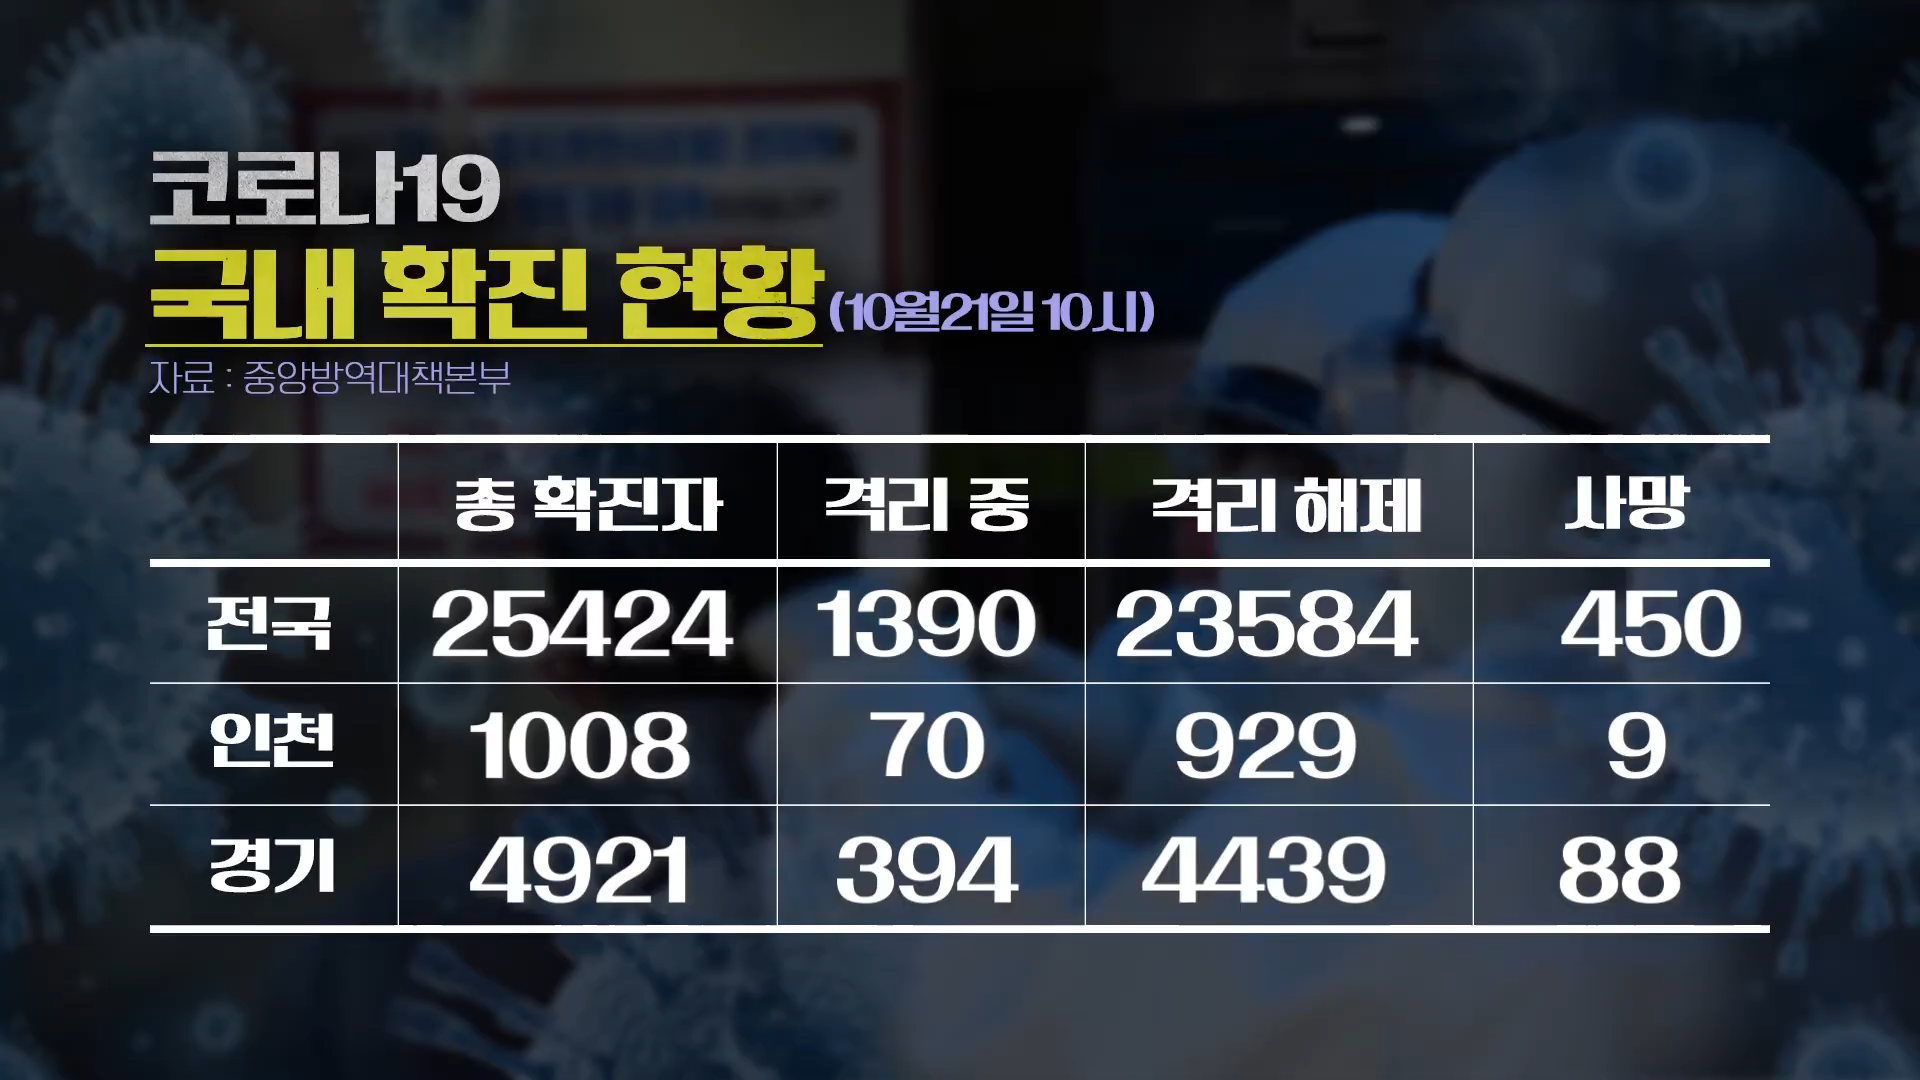 코로나19
국내 확진 현황 (10월21일 10시)
자료 : 중앙방역대책본부
총 확진자 격리 중 격리 해제 사망
전국 25424 1390 23584 450
인천 1008 70 929 9
경기 4921 394 4439 88